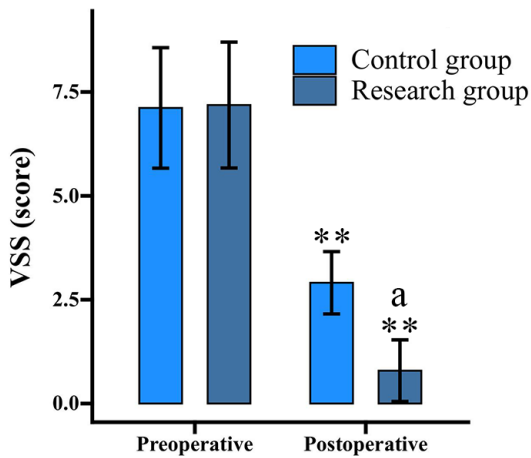 Control group
Research group
7.5
5.0
2.5
0.0
VSS (score)
**
a
**
Preoperative
Postoperative